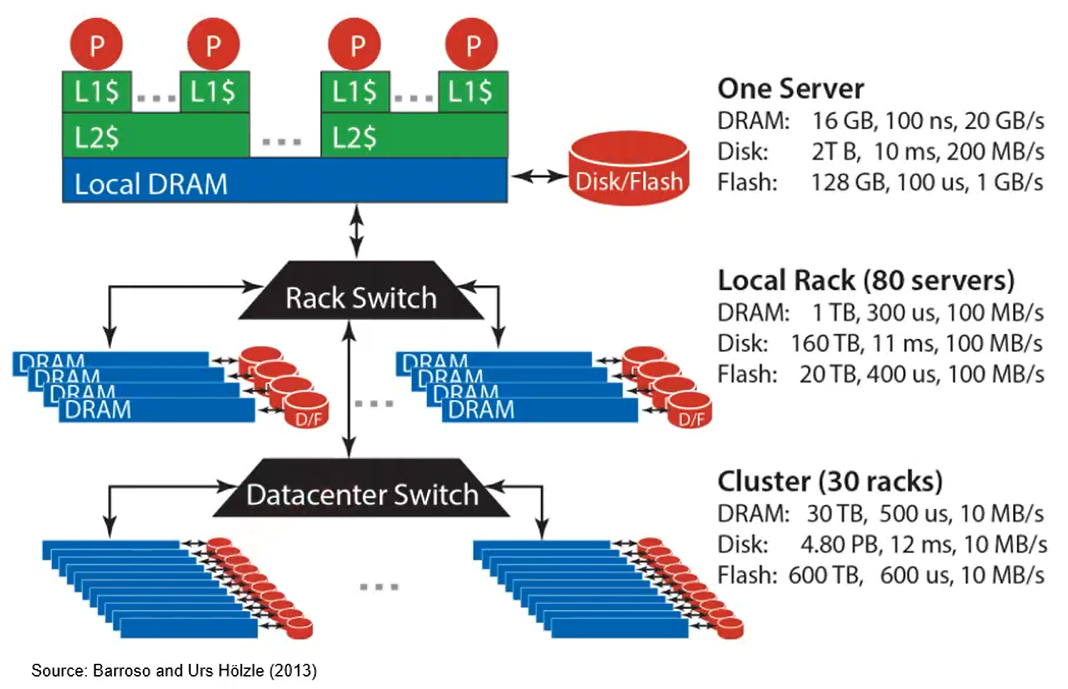 P P P P
L1$ L1$ L1$ L1$
L2$ L2$
Local DRAM
Disk/Flash
One Server
DRAM: 16 GB, 100 ns, 20 GB/s
Disk: 2T B, 10 ms, 200 MB/s
Flash: 128 GB, 100 us, 1 GB/s
Rack Switch
DRAM DRAM
DRAM DRAM
DRAM DRAM
DRAM DRAM
D/F D/F
Local Rack (80 servers)
DRAM: 1 TB, 300 us, 100 MB/s
Disk: 160 TB, 11 ms, 100 MB/s
Flash: 20 TB, 400 us, 100 MB/s
Datacenter Switch
Cluster (30 racks)
DRAM: 30 TB, 500 us, 10 MB/s
Disk: 4.80 PB, 12 ms, 10 MB/s
Flash: 600 TB, 600 us, 10 MB/s
Source: Barroso and Urs Hölzle (2013)